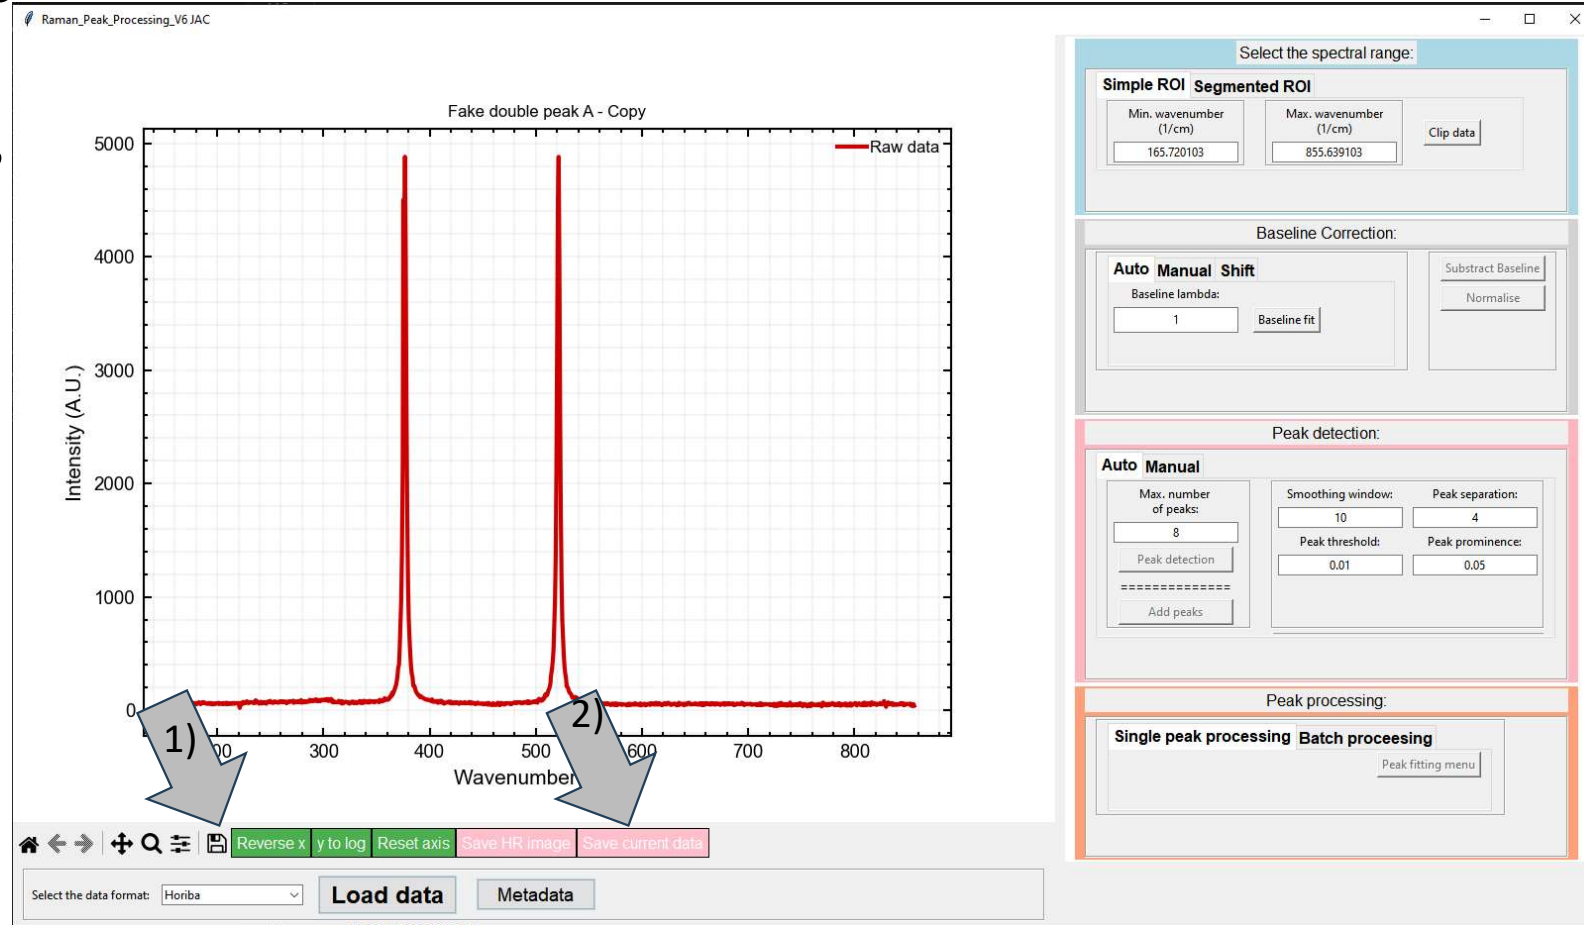 Raman_Peak_Processing_V6 JAC
Fake double peak A - Copy
Raw data
5000
4000
3000
2000
1000
0
Intensity (A.U.)
300
400
500
600
700
800
Wavenumber
1)
2)
Reverse x
y to log
Reset axis
Save HR image
Save current data
Select the data format:
Horiba
Load data
Metadata
Select the spectral range:
Simple ROI
Segmented ROI
Min. wavenumber
(1/cm)
165.720103
Max. wavenumber
(1/cm)
855.639103
Clip data
Baseline Correction:
Auto
Manual
Shift
Baseline lambda:
1
Baseline fit
Substract Baseline
Normalise
Peak detection:
Auto
Manual
Max. number
of peaks:
8
Peak detection
==============
Add peaks
Smoothing window:
10
Peak separation:
4
Peak threshold:
0.01
Peak prominence:
0.05
Peak processing:
Single peak processing
Batch proceesing
Peak fitting menu